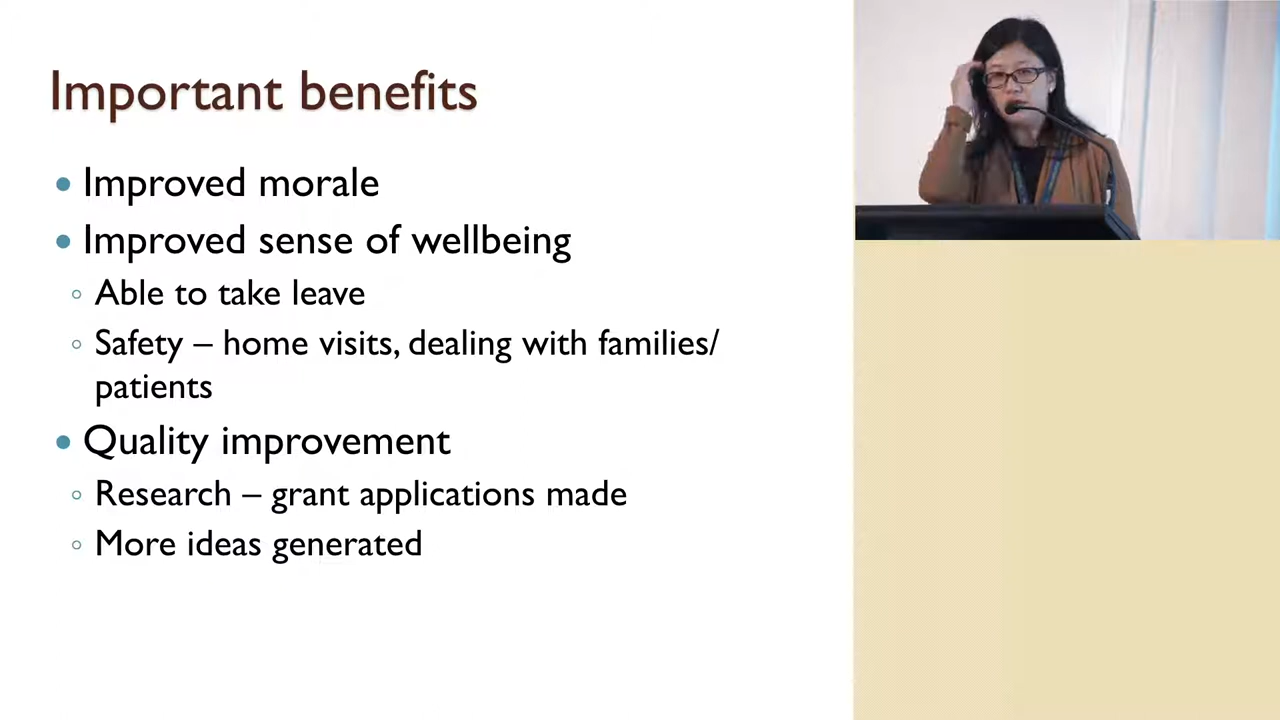 Important benefits
• Improved morale
• Improved sense of wellbeing
◦ Able to take leave
◦ Safety – home visits, dealing with families/
patients
• Quality improvement
◦ Research – grant applications made
◦ More ideas generated